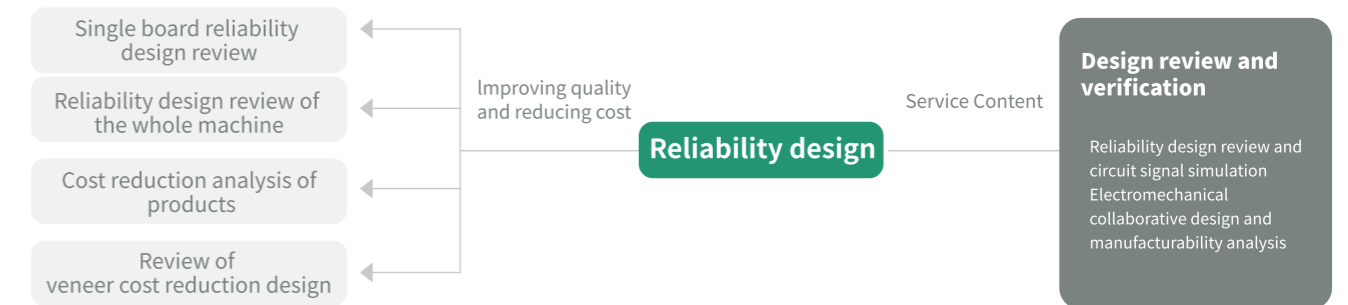 Single board reliability
design review
Reliability design review of
the whole machine
Cost reduction analysis of
products
Review of
veneer cost reduction design
Improving quality
and reducing cost
Reliability design
Service Content
Design review and
verification
Reliability design review and
circuit signal simulation
Electromechanical
collaborative design and
manufacturability analysis